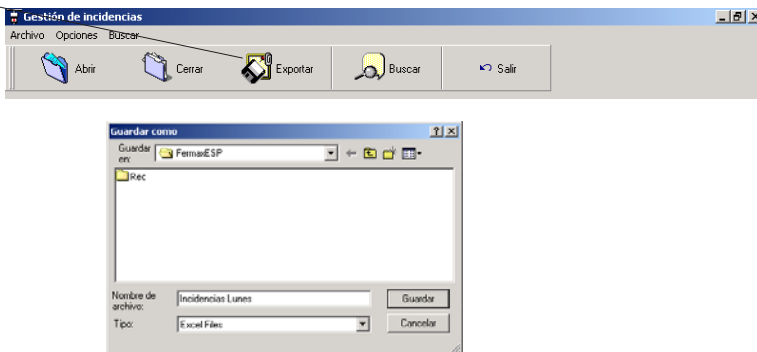 Gestión de incidencias
Archivo Opciones Buscar
Abrir Cerrar Exportar Buscar Salir
Guardar como
Guardar en: FermaxESP
Rec
Nombre de archivo: Incidencias Lunes Guardar
Tipo: Excel Files Cancelar